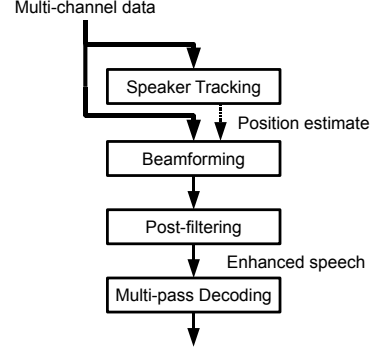 Multi-channel data
Speaker Tracking
Position estimate
Beamforming
Post-filtering
Enhanced speech
Multi-pass Decoding